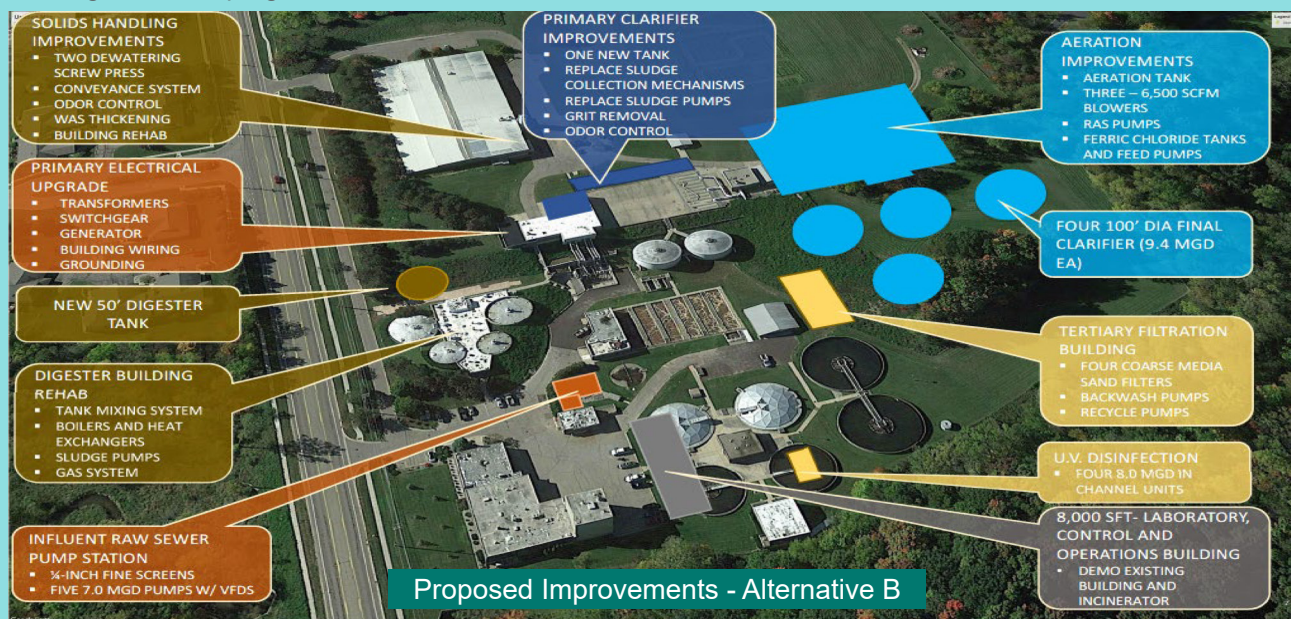 SOLIDS HANDLING
IMPROVEMENTS
▪ TWO DEWATERING
SCREW PRESS
▪ CONVEYANCE SYSTEM
▪ ODOR CONTROL
▪ WAS THICKENING
▪ BUILDING REHAB
PRIMARY CLARIFIER
IMPROVEMENTS
▪ ONE NEW TANK
▪ REPLACE SLUDGE
COLLECTION MECHANISMS
▪ REPLACE SLUDGE PUMPS
▪ GRIT REMOVAL
▪ ODOR CONTROL
AERATION
IMPROVEMENTS
▪ AERATION TANK
▪ THREE – 6,500 SCFM
BLOWERS
▪ RAS PUMPS
▪ FERRIC CHLORIDE TANKS
AND FEED PUMPS
PRIMARY ELECTRICAL
UPGRADE
▪ TRANSFORMERS
▪ SWITCHGEAR
▪ GENERATOR
▪ BUILDING WIRING
▪ GROUNDING
FOUR 100' DIA FINAL
CLARIFIER (9.4 MGD
EA)
NEW 50' DIGESTER
TANK
TERTIARY FILTRATION
BUILDING
▪ FOUR COARSE MEDIA
SAND FILTERS
▪ BACKWASH PUMPS
▪ RECYCLE PUMPS
DIGESTER BUILDING
REHAB
▪ TANK MIXING SYSTEM
▪ BOILERS AND HEAT
EXCHANGERS
▪ SLUDGE PUMPS
▪ GAS SYSTEM
U.V. DISINFECTION
▪ FOUR 8.0 MGD IN
CHANNEL UNITS
8,000 SFT- LABORATORY,
CONTROL AND
OPERATIONS BUILDING
▪ DEMO EXISTING
BUILDING AND
INCINERATOR
INFLUENT RAW SEWER
PUMP STATION
▪ ¼-INCH FINE SCREENS
▪ FIVE 7.0 MGD PUMPS W/ VFDS
Proposed Improvements - Alternative B